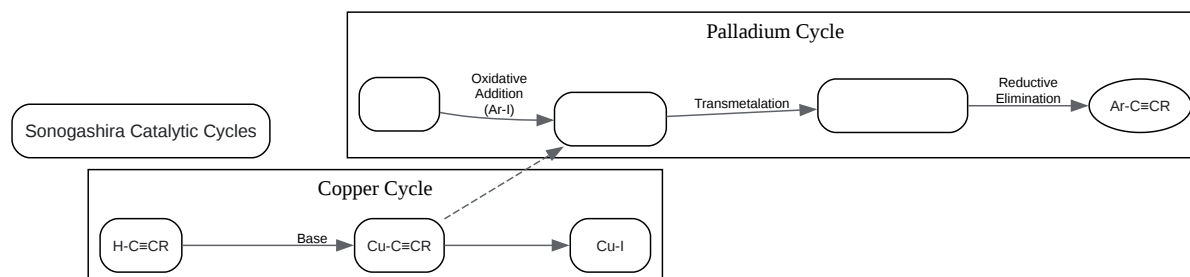 Palladium Cycle
Oxidative
Addition
(Ar-I)
Transmetalation
Reductive
Elimination
Ar-C≡CR
Sonogashira Catalytic Cycles
Copper Cycle
H-C≡CR
Base
Cu-C≡CR
Cu-I